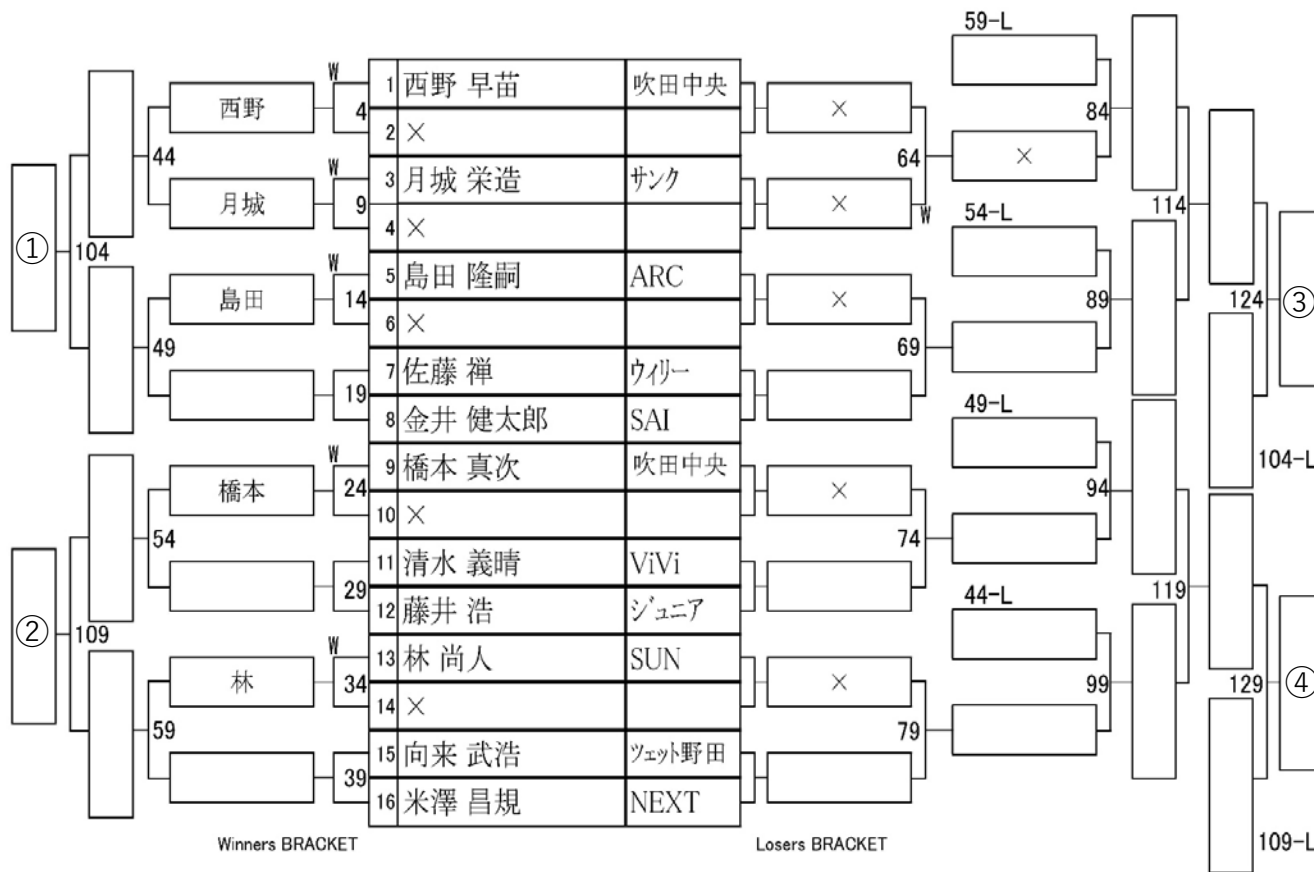 59-L
W
1 西野 早苗 吹田中央
西野 4 × 84
2 ×
44 64 ×
W
3 月城 栄造 サンク
月城 9 × 54-L 114
4 × W
① 104 ③
W
5 島田 隆嗣 ARC
島田 14 × 89 124
6 ×
49 69
7 佐藤 禅 ウィリー
19 49-L
8 金井 健太郎 SAI
W
9 橋本 真次 吹田中央 104-L
橋本 24 × 94
10 ×
54 74
11 清水 義晴 ViVi
29 119
12 藤井 浩 ジュニア 44-L
② 109 ④
W
13 林 尚人 SUN
林 34 × 99 129
14 ×
59 79
15 向来 武浩 ツェット野田
39
16 米澤 昌規 NEXT
Winners BRACKET Losers BRACKET 109-L